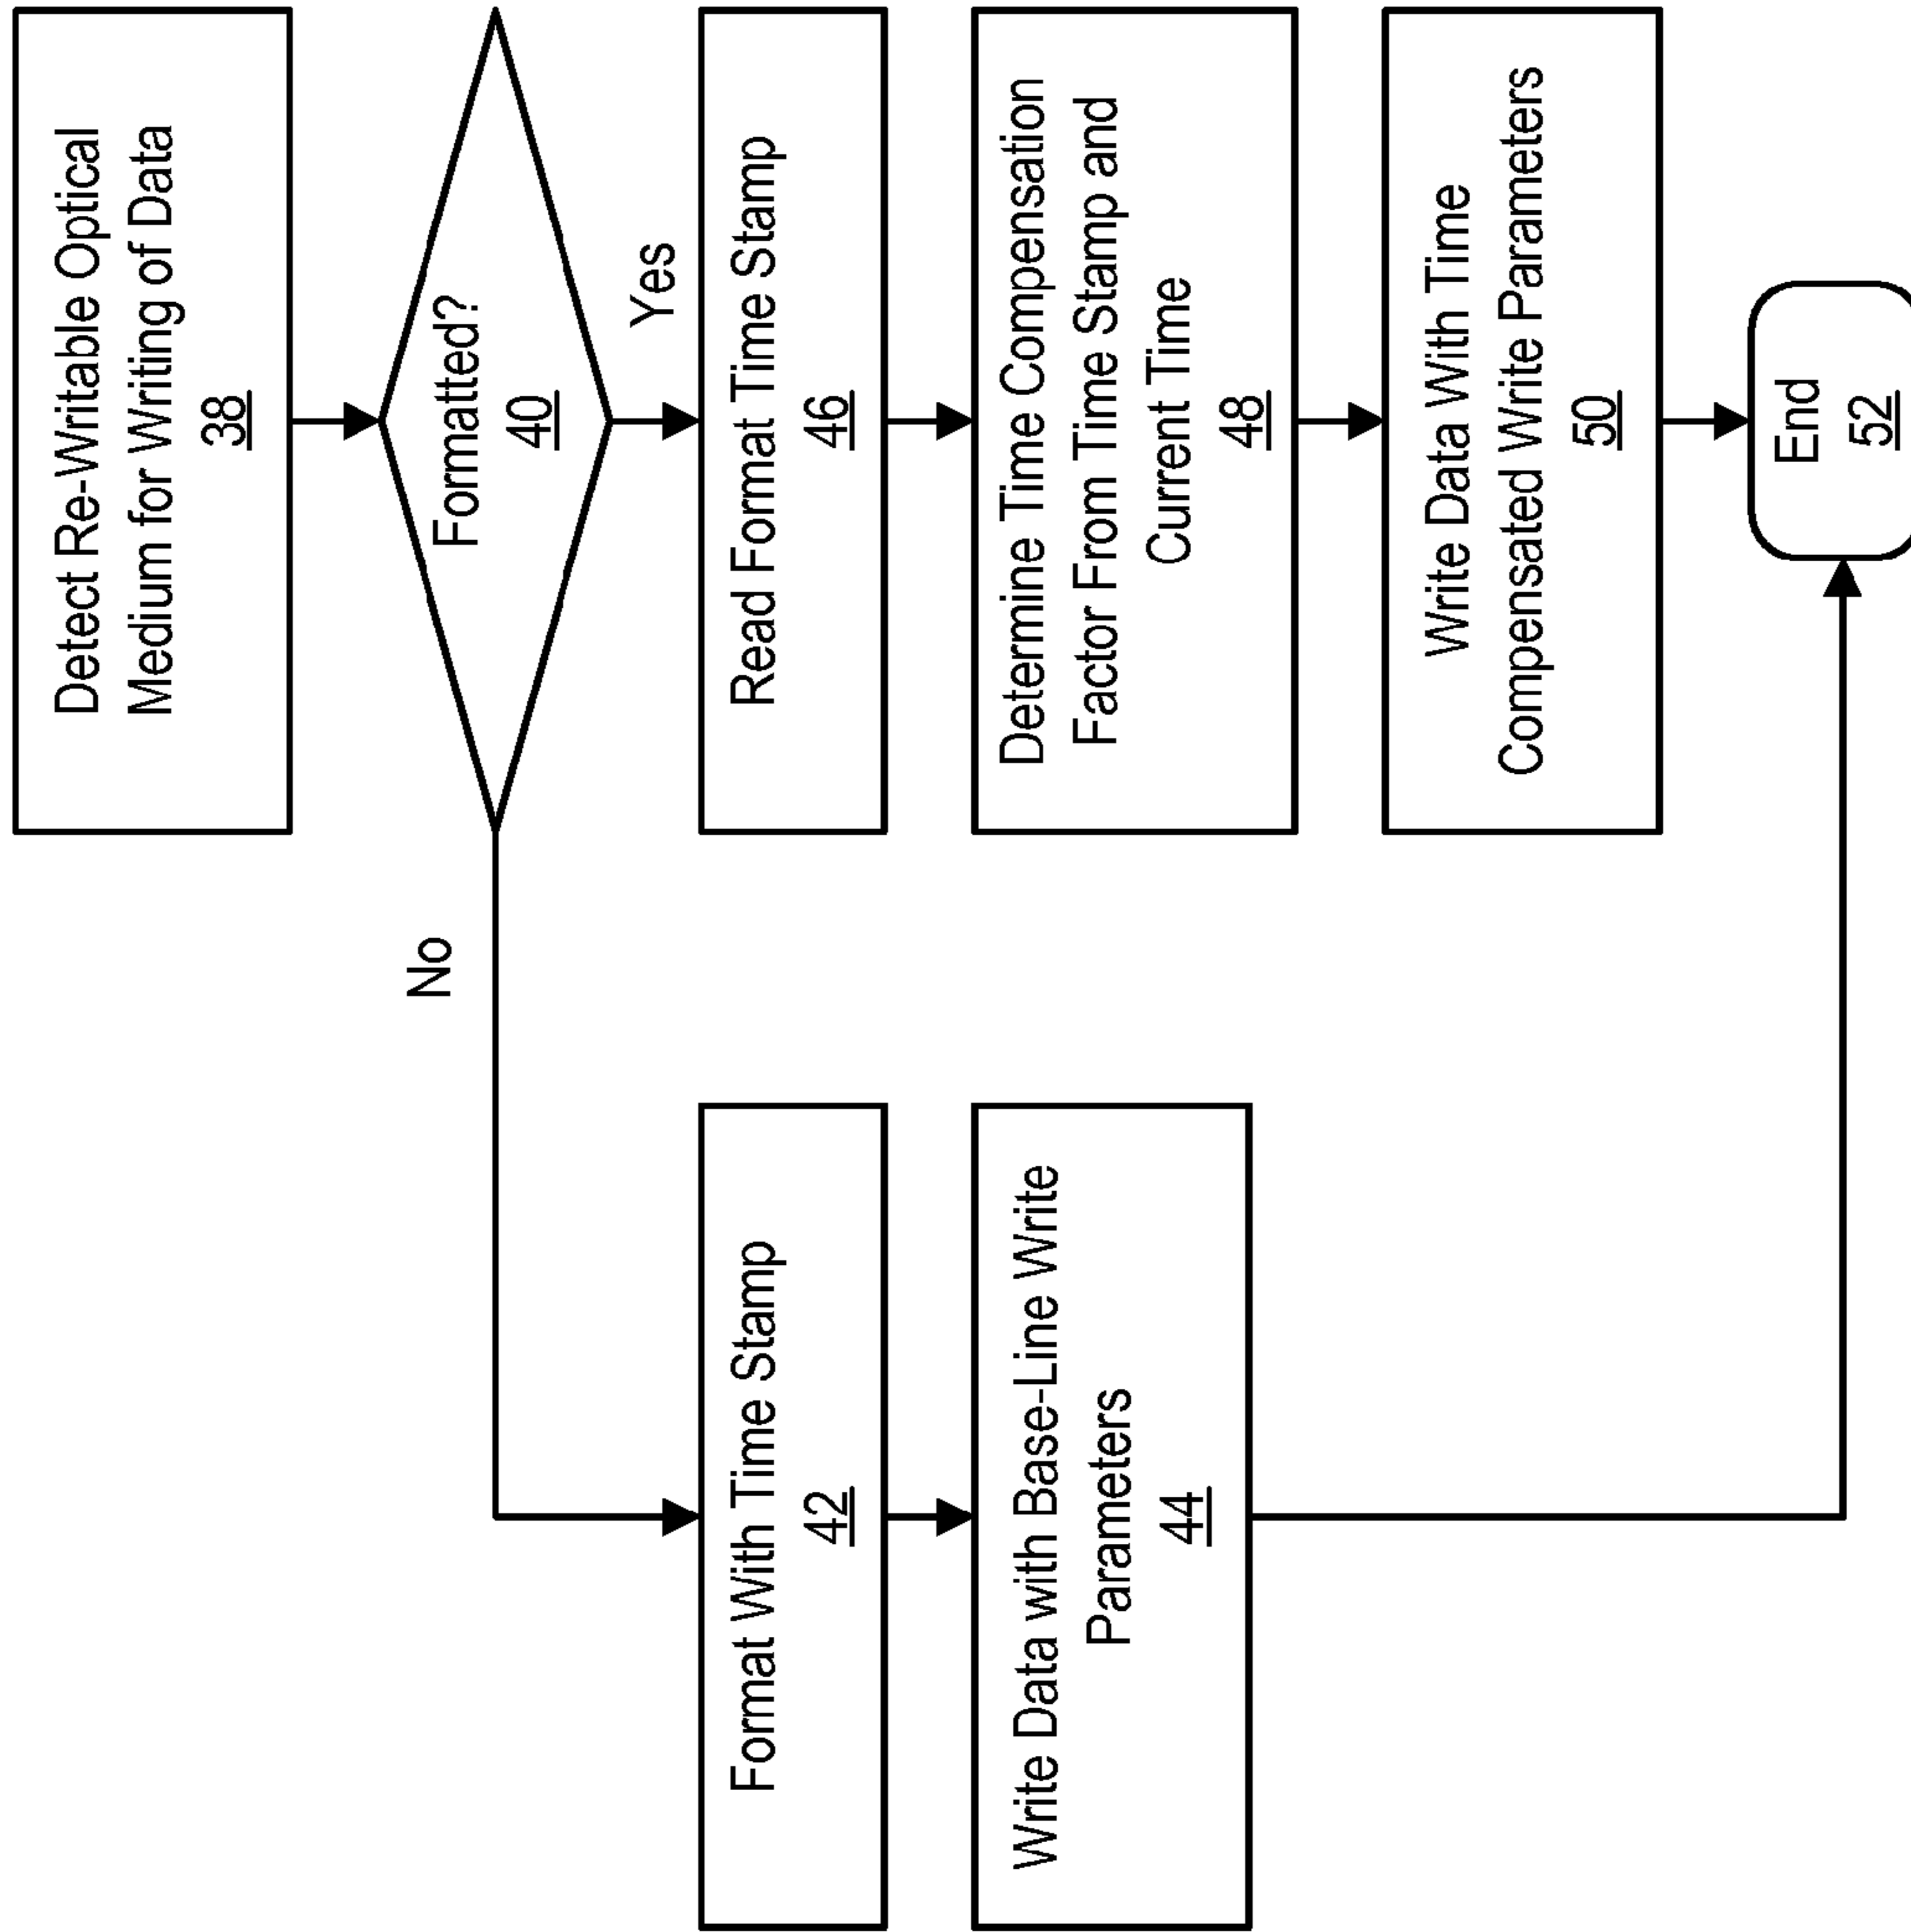 Detect Re-Writable Optical
Medium for Writing of Data
38
Formatted?
40
No
Yes
Format With Time Stamp
42
Read Format Time Stamp
46
Write Data with Base-Line Write
Parameters
44
Determine Time Compensation
Factor From Time Stamp and
Current Time
48
Write Data With Time
Compensated Write Parameters
50
End
52